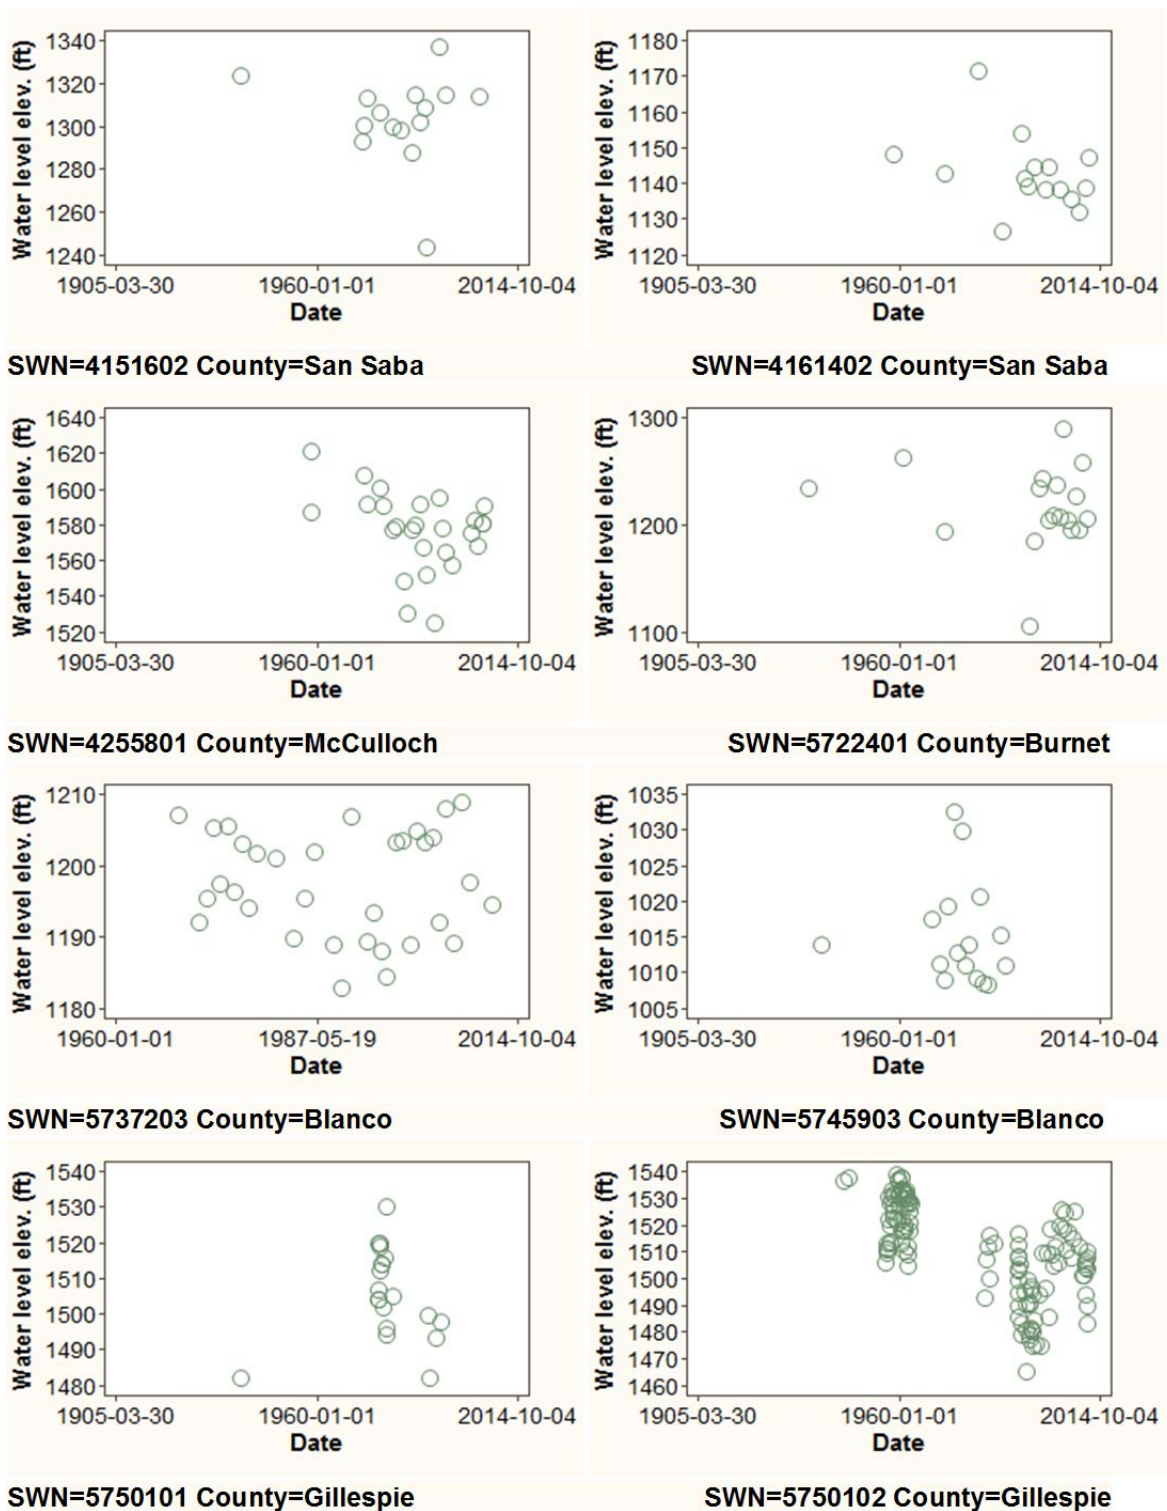 Water level elev. (ft)
1340
1320
1300
1280
1260
1240
1905-03-30 1960-01-01 2014-10-04
Date
Water level elev. (ft)
1180
1170
1160
1150
1140
1130
1120
1905-03-30 1960-01-01 2014-10-04
Date
SWN=4151602 County=San Saba
SWN=4161402 County=San Saba
Water level elev. (ft)
1640
1620
1600
1580
1560
1540
1520
1905-03-30 1960-01-01 2014-10-04
Date
Water level elev. (ft)
1300
1200
1100
1905-03-30 1960-01-01 2014-10-04
Date
SWN=4255801 County=McCulloch
SWN=5722401 County=Burnet
Water level elev. (ft)
1210
1200
1190
1180
1960-01-01 1987-05-19 2014-10-04
Date
Water level elev. (ft)
1035
1030
1025
1020
1015
1010
1005
1905-03-30 1960-01-01 2014-10-04
Date
SWN=5737203 County=Blanco
SWN=5745903 County=Blanco
Water level elev. (ft)
1540
1530
1520
1510
1500
1490
1480
1905-03-30 1960-01-01 2014-10-04
Date
Water level elev. (ft)
1540
1530
1520
1510
1500
1490
1480
1470
1460
1905-03-30 1960-01-01 2014-10-04
Date
SWN=5750101 County=Gillespie
SWN=5750102 County=Gillespie